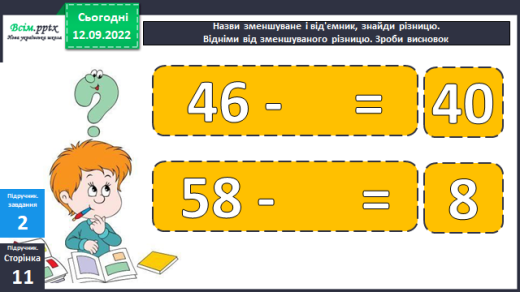 Всім.pptx
Нова українська школа
Сьогодні
12.09.2022
Назви зменшуване і від'ємник, знайди різницю.
Відніми від зменшуваного різницю. Зроби висновок
46 - = 40
58 - = 8
Підручник.
завдання
2
Підручник.
Сторінка
11